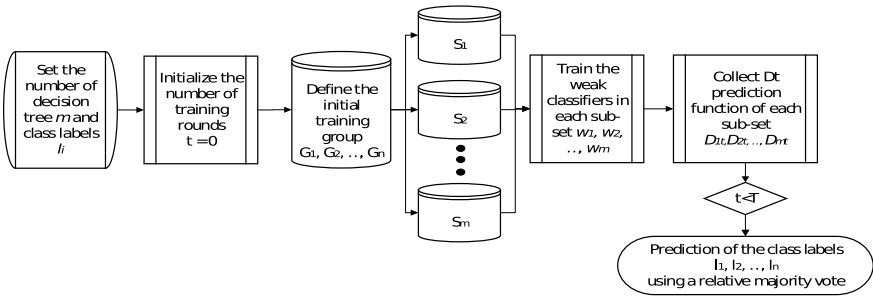 Set the
number of
decision
tree m and
class labels
li
Initialize the
number of
training
rounds
t =0
Define the
initial
training
group
G1, G2, .., Gn
S1
S2
Sm
Train the
weak
classifiers in
each sub-
set w1, w2,
.., wm
Collect Dt
prediction
function of each
sub-set
D1t,D2t,..,Dmt
t<T
Prediction of the class labels
l1, l2, .., ln
using a relative majority vote